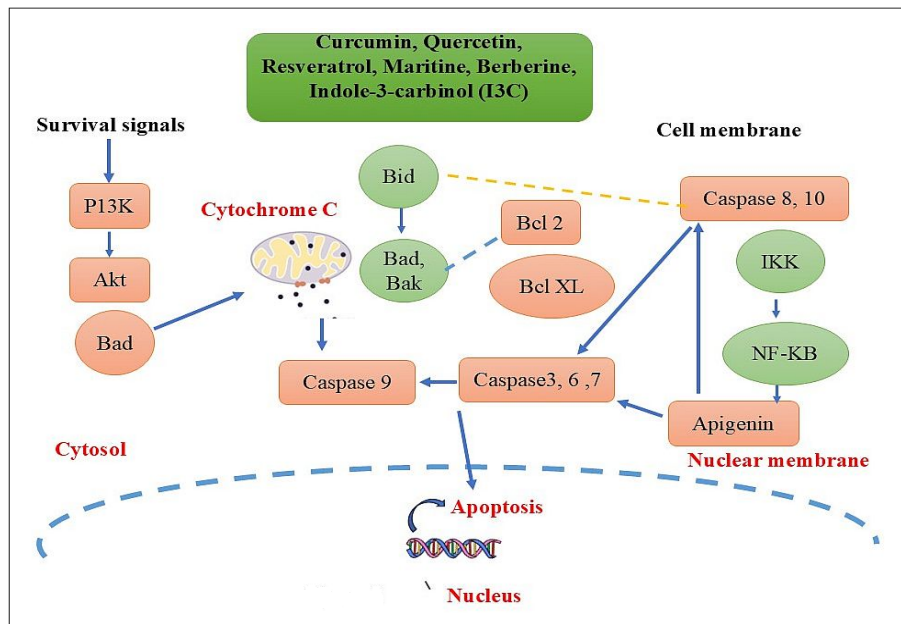 Curcumin, Quercetin,
Resveratrol, Maritine, Berberine,
Indole-3-carbinol (I3C)
Survival signals
Cell membrane
Bid
P13K
Cytochrome C
Caspase 8, 10
Bcl 2
Akt
Bad,
Bak
IKK
Bcl XL
Bad
NF-KB
Caspase 9
Caspase3, 6 ,7
Apigenin
Cytosol
Nuclear membrane
Apoptosis
Nucleus